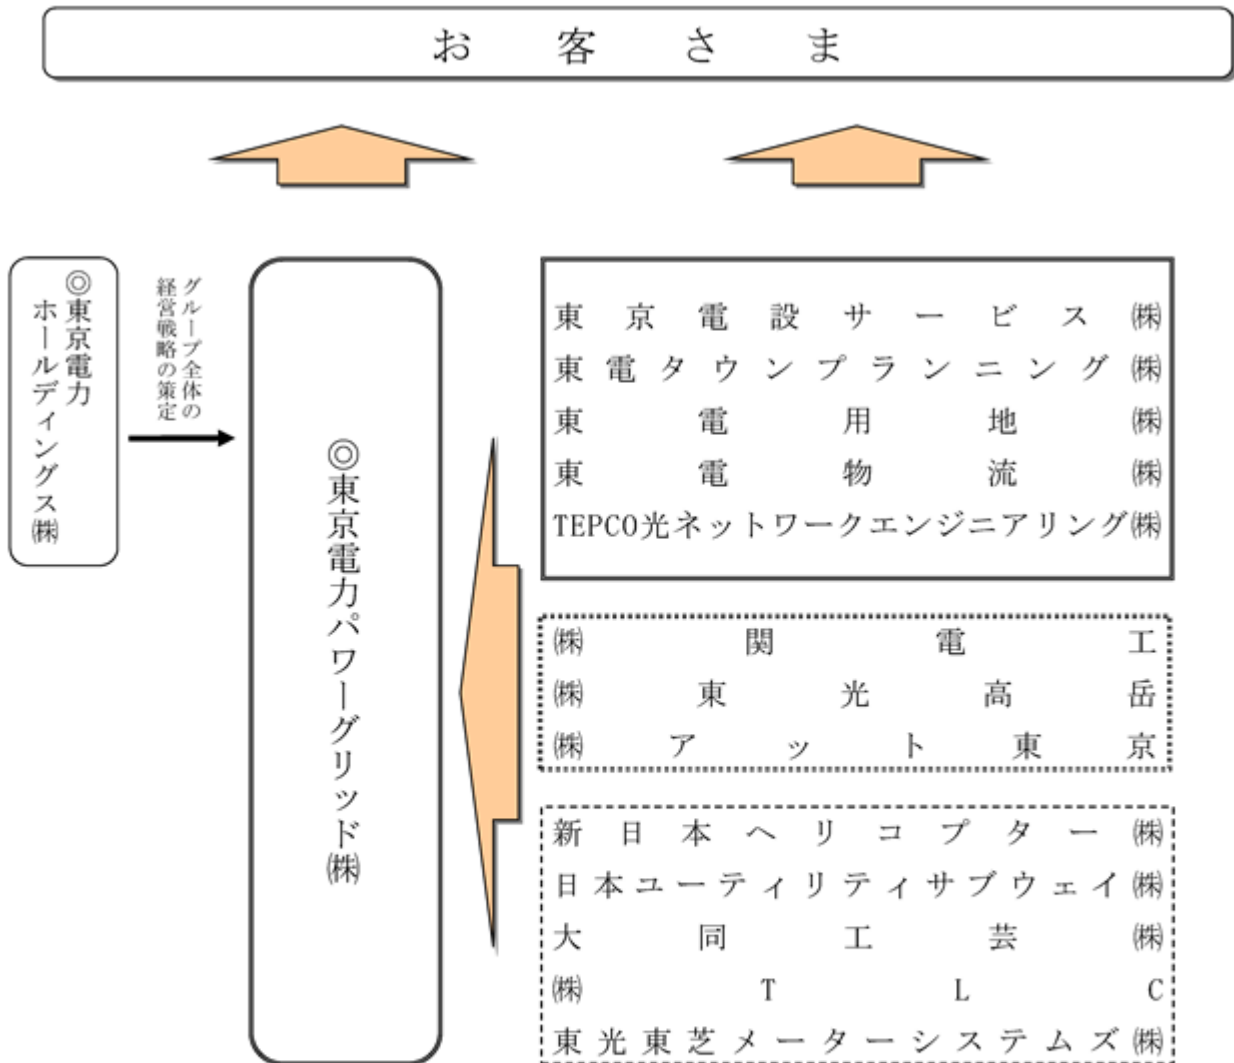 お客さま
◎東京電力
ホールディングス㈱
グループ全体の
経営戦略の策定
◎東京電力パワーグリッド㈱
東京電設サービス㈱
東電タウンプランニング㈱
東電用地㈱
東電物流㈱
TEPCO光ネットワークエンジニアリング㈱
㈱関電工
㈱東光高岳
㈱アット東京
新日本ヘリコプター㈱
日本ユーティリティサブウェイ㈱
大同工芸㈱
㈱TLC
東光東芝メーターシステムズ㈱